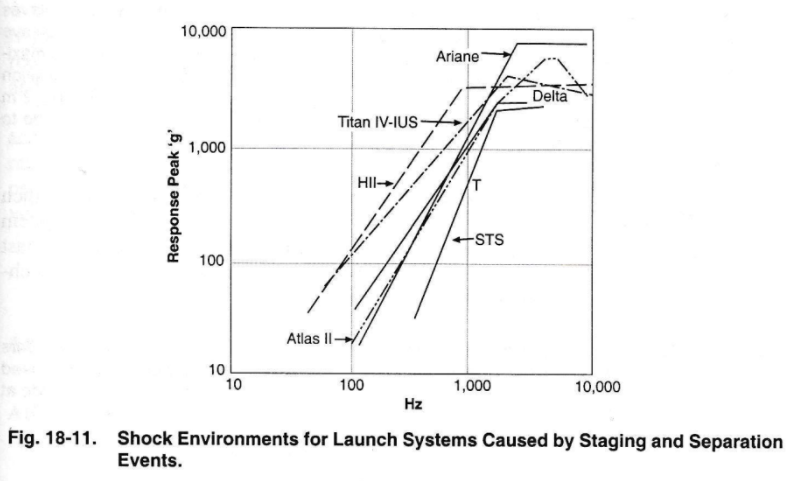 10,000
Ariane
Delta
Titan IV-IUS
1,000
HII
T
STS
100
Atlas II
10
10
100
1,000
10,000
Response Peak 'g'
Hz
Fig. 18-11. Shock Environments for Launch Systems Caused by Staging and Separation
Events.